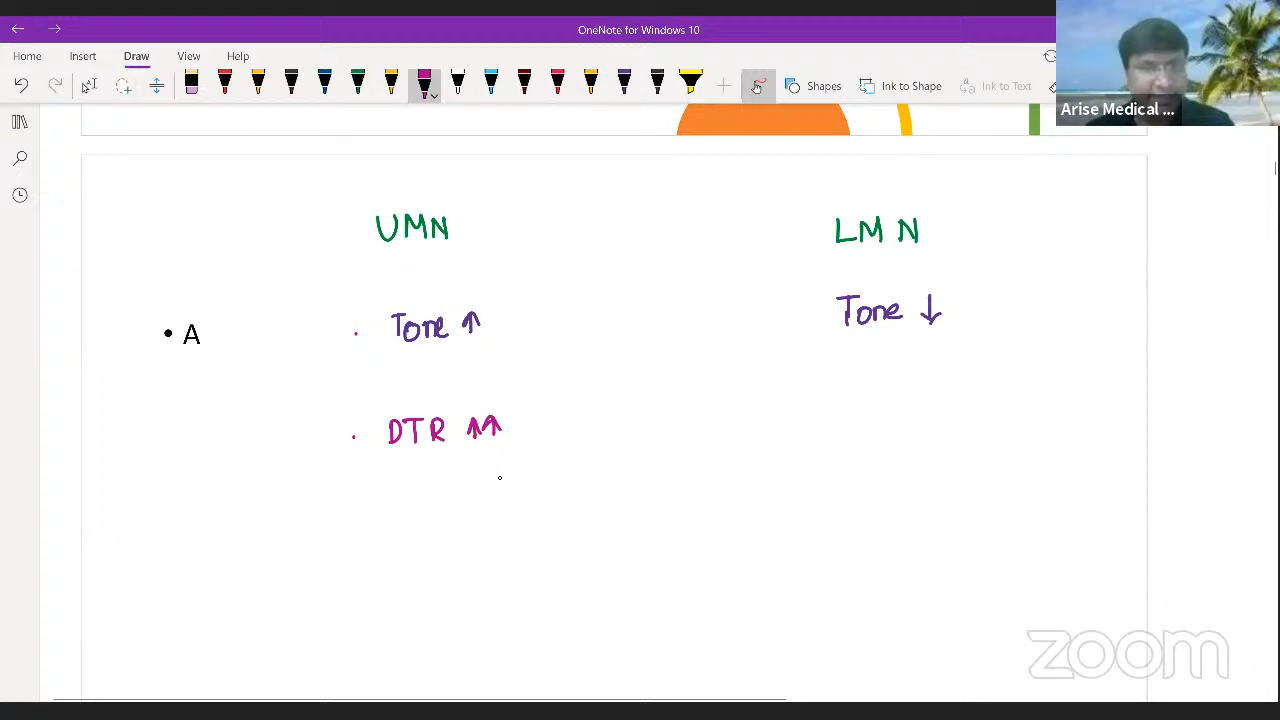 OneNote for Windows 10
Home Insert Draw View Help
Shapes Ink to Shape Ink to Text
Arise Medical ...
UMN LMN
• A
. Tone ↑ Tone ↓
. DTR ↑↑
zoom